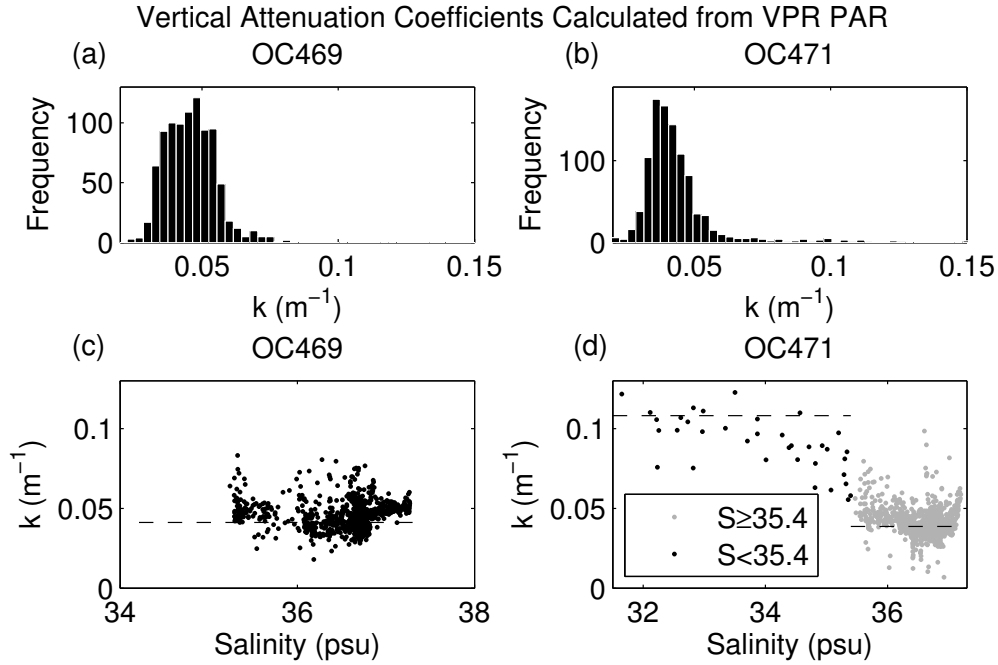 Vertical Attenuation Coefficients Calculated from VPR PAR
(a) OC469
Frequency
100
50
0
0.05 0.1 0.15
k (m⁻¹)
(b) OC471
Frequency
100
0
0.05 0.1 0.15
k (m⁻¹)
(c) OC469
k (m⁻¹)
0.1
0.05
0
34 36 38
Salinity (psu)
(d) OC471
k (m⁻¹)
0.1
0.05
0
S≥35.4
S<35.4
32 34 36
Salinity (psu)